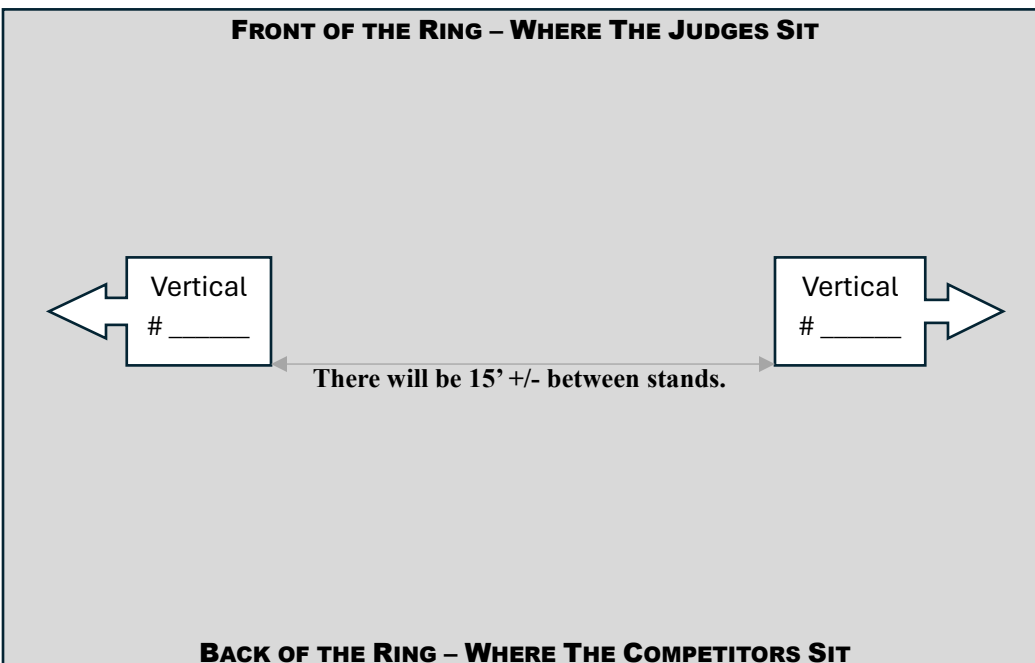 FRONT OF THE RING – WHERE THE JUDGES SIT
Vertical
# ______
Vertical
# ______
There will be 15’ +/- between stands.
BACK OF THE RING – WHERE THE COMPETITORS SIT